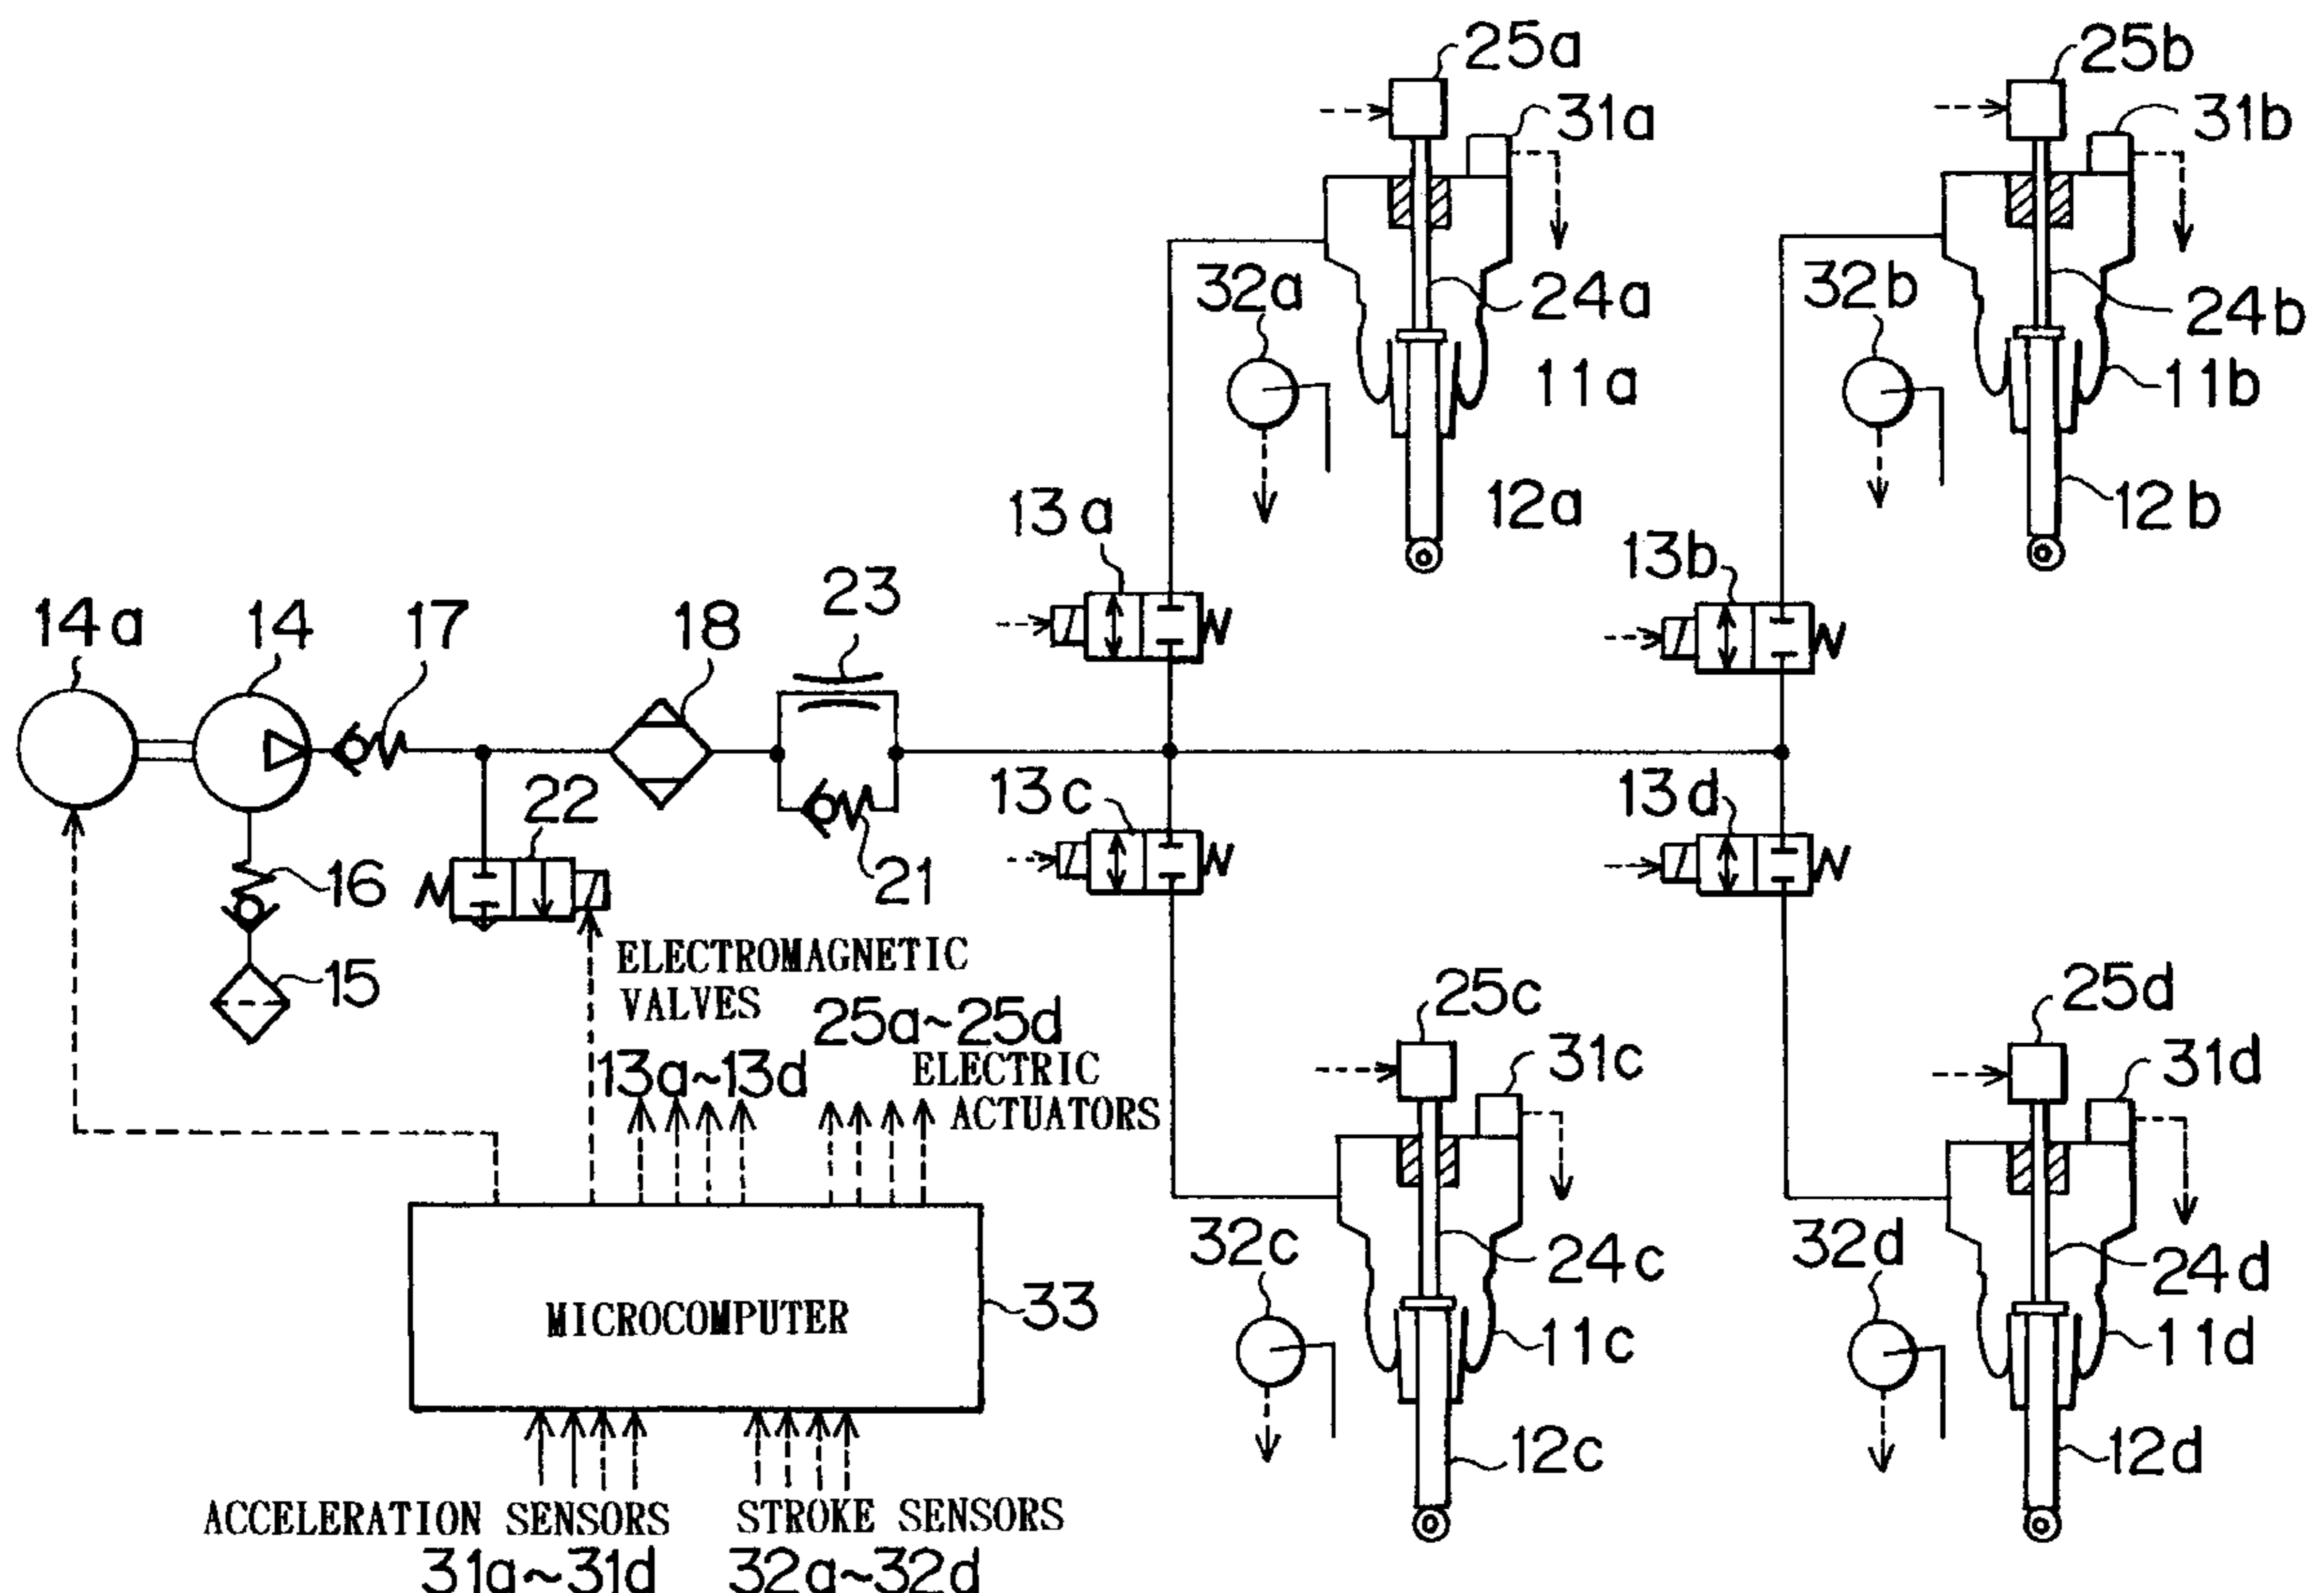 25a
25b
31a
31b
32a
24a
32b
24b
11a
11b
13a
12a
12b
13b
14a
14
17
18
23
13c
13d
22
21
16
15
ELECTROMAGNETIC
VALVES
25a~25d
13a~13d
ELECTRIC
ACTUATORS
25c
25d
31c
31d
32c
24c
32d
24d
MICROCOMPUTER
33
11c
11d
12c
12d
ACCELERATION SENSORS
31a~31d
STROKE SENSORS
32a~32d